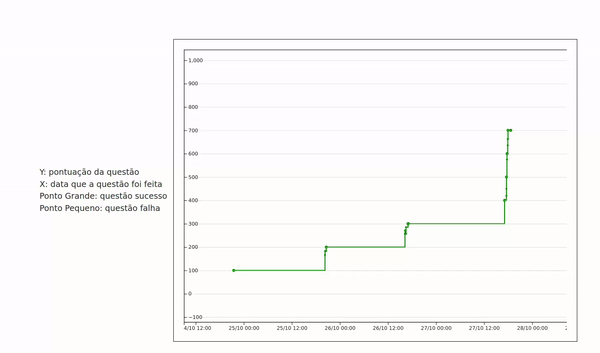 Y: pontuação da questão
X: data que a questão foi feita
Ponto Grande: questão sucesso
Ponto Pequeno: questão falha
1,000
900
800
700
600
500
400
300
200
100
0
−100
4/10 12:00 25/10 00:00 25/10 12:00 26/10 00:00 26/10 12:00 27/10 00:00 27/10 12:00 28/10 00:00 2